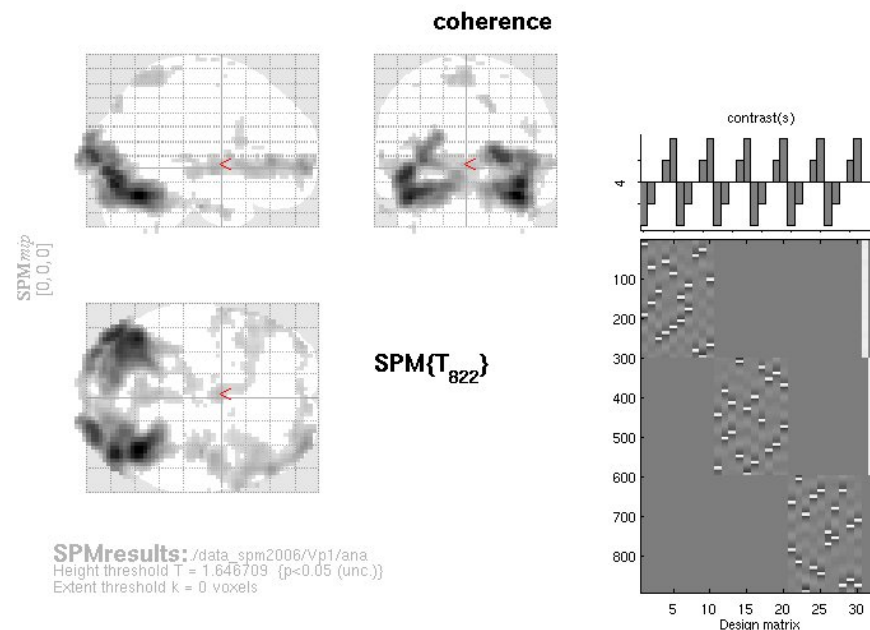 coherence
SPMmip
[0, 0, 0]
<
<
<
SPM{T822}
contrast(s)
4
100
200
300
400
500
600
700
800
5 10 15 20 25 30
Design matrix
SPMresults: ./data_spm2006/Vp1/ana
Height threshold T = 1.646709 {p<0.05 (unc.)}
Extent threshold k = 0 voxels